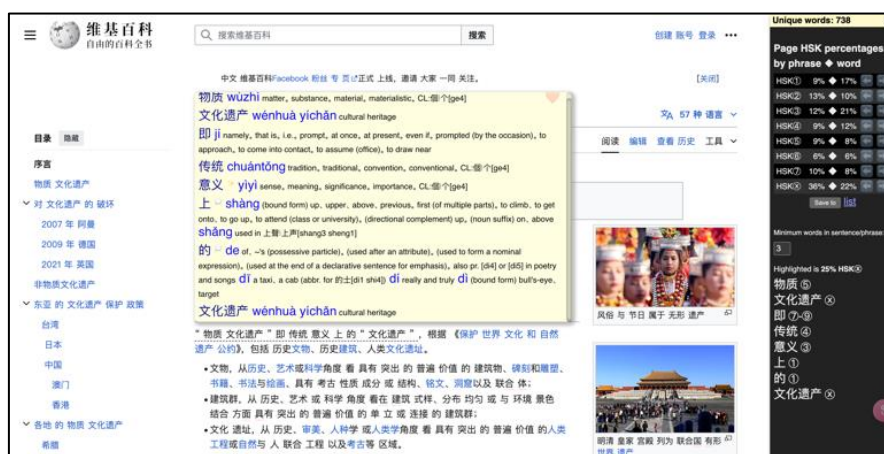 维基百科
自由的百科全书
搜索维基百科
搜索
创建 账号 登录
中文 维基百科Facebook 粉丝 专 页 正式 上线，邀请 大家 一同 关注。
[关闭]
物质 wùzhì matter, substance, material, materialistic, CL:個|个[ge4]
文化遗产 wénhuà yíchǎn cultural heritage
即 jí namely, that is, i.e., prompt, at once, at present, even if, prompted (by the occasion), to
approach, to come into contact, to assume (office), to draw near
传统 chuántǒng tradition, traditional, convention, conventional, CL:個|个[ge4]
意义 yìyì sense, meaning, significance, importance, CL:個|个[ge4]
上 shàng (bound form) up, upper, above, previous, first (of multiple parts), to climb, to get
onto, to go up, to attend (class or university), (directional complement) up, (noun suffix) on, above
shǎng used in 上聲|上声[shang3 sheng1]
的 de of, ~'s (possessive particle), (used after an attribute), (used to form a nominal
expression), (used at the end of a declarative sentence for emphasis), also pr. [di4] or [di5] in poetry
and songs dī a taxi, a cab (abbr. for 的士[di1 shi4]) dí really and truly dì (bound form) bull's-eye,
target
文化遗产 wénhuà yíchǎn cultural heritage
57 种 语言
阅读 编辑 查看 历史 工具
目录 隐藏
序言
物质 文化遗产
对 文化遗产 的 破坏
2007 年 阿曼
2009 年 德国
2021 年 英国
非物质文化遗产
东亚 的 文化遗产 保护 政策
台湾
日本
中国
澳门
香港
各地 的 物质 文化遗产
希腊
“ 物质 文化遗产 ” 即 传统 意义 上 的 “ 文化遗产 ” ，根据 《保护 世界 文化 和 自然
遗产 公约》，包括 历史文物、历史建筑、人类文化遗址。
• 文物，从历史、艺术或科学角度 看 具有 突出 的 普遍 价值 的 建筑物、碑刻和雕塑、
书籍、书法与绘画、具有 考古 性质 成分 或 结构、铭文、洞窟以及 联合 体；
• 建筑群，从 历史、艺术 或 科学 角度 看在 建筑 式样、分布 均匀 或 与 环境 景色
结合 方面 具有 突出 的 普遍 价值 的 单 立 或 连接 的 建筑群；
• 文化 遗址，从 历史、审美、人种学 或人类学角度 看 具有 突出 的 普遍 价值 的人类
工程或自然与 人 联合 工程 以及考古等 区域。
风俗 与 节日 属于 无形 遗产
明清 皇家 宫殿 列为 联合国 有形
世界 遗产
Unique words: 738
Page HSK percentages
by phrase ◆ word
HSK① 9% ◆ 17%
HSK② 13% ◆ 10%
HSK③ 12% ◆ 21%
HSK④ 9% ◆ 12%
HSK⑤ 9% ◆ 8%
HSK⑥ 6% ◆ 6%
HSK⑦ 10% ◆ 8%
HSKⓧ 36% ◆ 22%
Save to list
Minimum words in sentence/phrase:
3
Highlighted is 25% HSKⓧ
物质 ⑤
文化遗产 ⓧ
即 ⑦-⑨
传统 ④
意义 ③
上 ①
的 ①
文化遗产 ⓧ